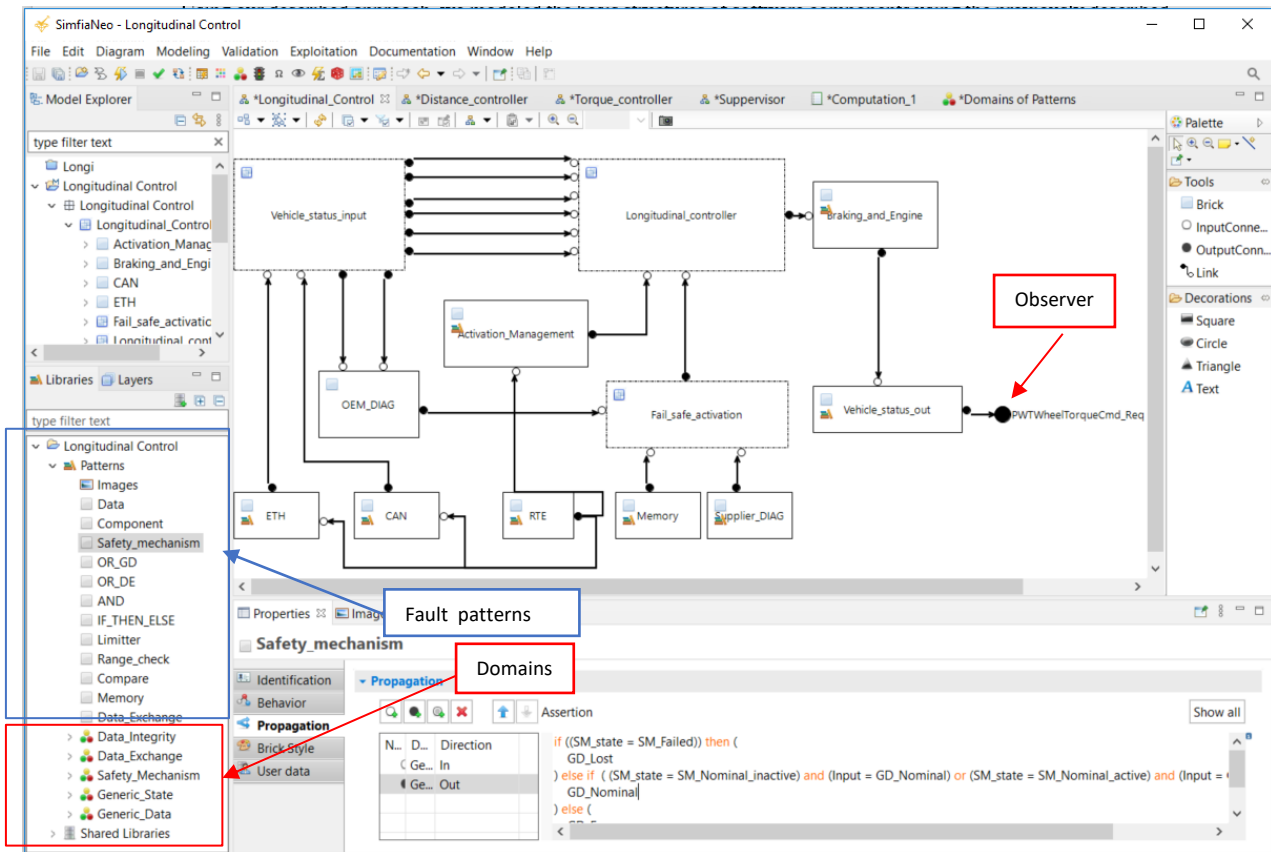 SimfiaNeo - Longitudinal Control
File Edit Diagram Modeling Validation Exploitation Documentation Window Help
Model Explorer
type filter text
Longi
Longitudinal Control
Longitudinal Control
Longitudinal_Control
Activation_Manag
Braking_and_Engi
CAN
ETH
Fail_safe_activatic
Longitudinal_cont
Libraries Layers
type filter text
Longitudinal Control
Patterns
Images
Data
Component
Safety_mechanism
OR_GD
OR_DE
AND
IF_THEN_ELSE
Limitter
Range_check
Compare
Memory
Data_Exchange
Data_Integrity
Data_Exchange
Safety_Mechanism
Generic_State
Generic_Data
Shared Libraries
*Longitudinal_Control *Distance_controller *Torque_controller *Suppervisor *Computation_1 *Domains of Patterns
Vehicle_status_input
Longitudinal_controller
Braking_and_Engine
Observer
Activation_Management
OEM_DIAG
Fail_safe_activation
Vehicle_status_out
PWTWheelTorqueCmd_Req
ETH
CAN
RTE
Memory
Supplier_DIAG
Palette
Tools
Brick
InputConne...
OutputConn...
Link
Decorations
Square
Circle
Triangle
A Text
Properties Imag
Fault patterns
Safety_mechanism
Domains
Identification
Behavior
Propagation
Brick Style
User data
Propagation
Assertion
Show all
N... D... Direction
Ge... In
Ge... Out
if ((SM_state = SM_Failed)) then (
GD_Lost
) else if ( ( (SM_state = SM_Nominal_inactive) and (Input = GD_Nominal) or (SM_state = SM_Nominal_active) and (Input =
GD_Nominal
) else (